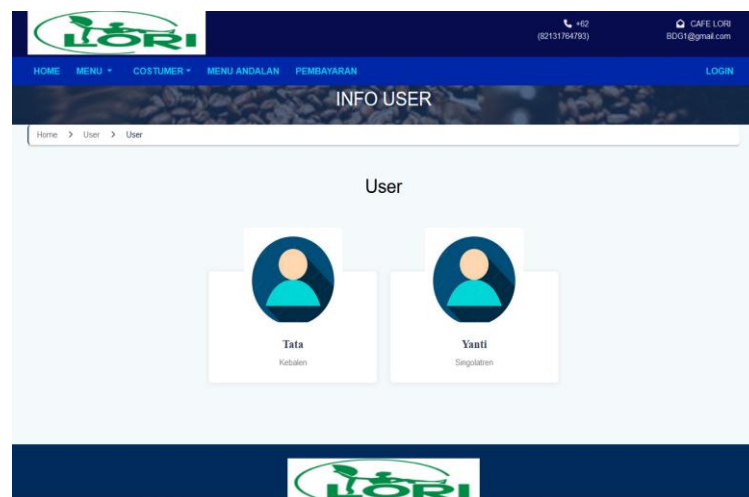 LORI
+62
(82131764793)
CAFE LORI
BDG1@gmail.com
HOME MENU COSTUMER MENU ANDALAN PEMBAYARAN LOGIN
INFO USER
Home > User > User
User
Tata
Kebalen
Yanti
Singolatren
LORI